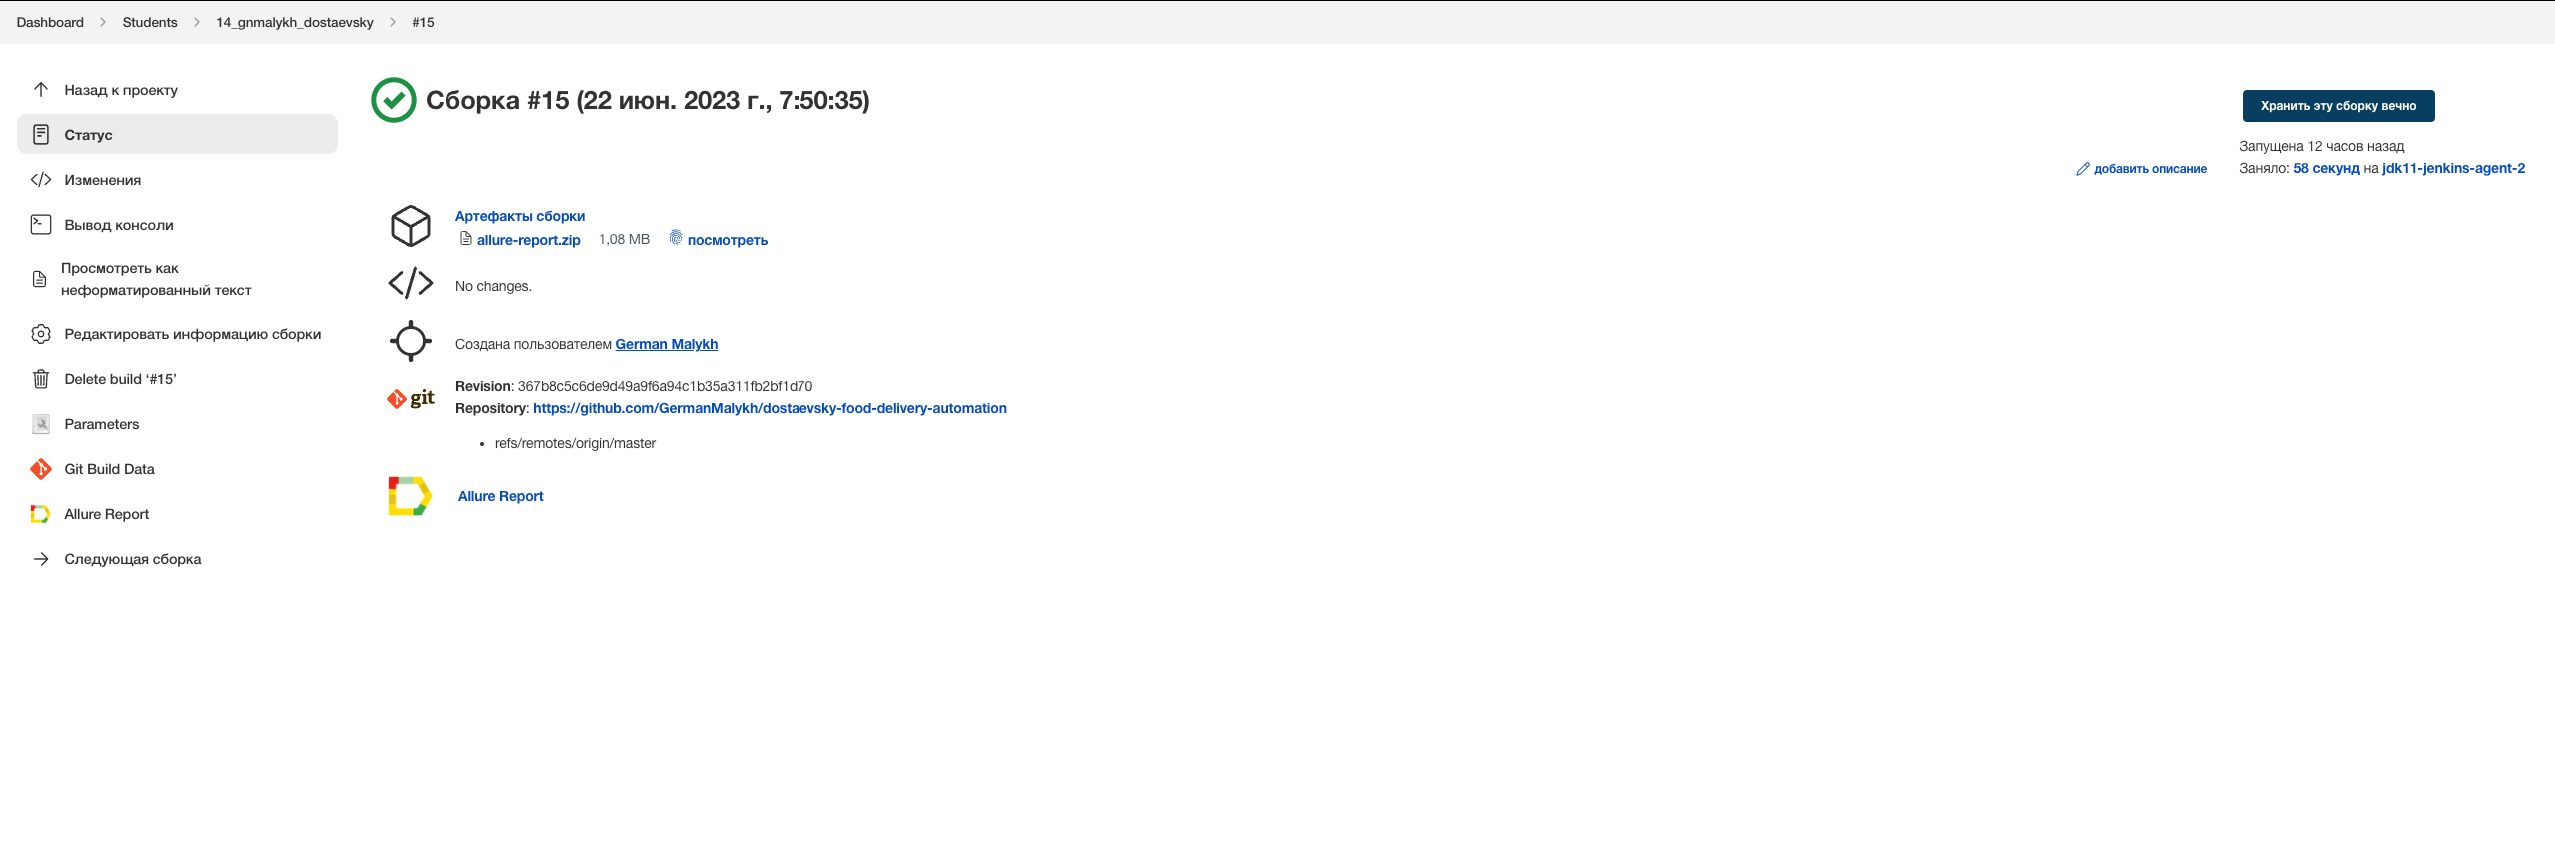 Dashboard > Students > 14_gnmalykh_dostaevsky > #15
Назад к проекту
Статус
Изменения
Вывод консоли
Просмотреть как
неформатированный текст
Редактировать информацию сборки
Delete build ‘#15’
Parameters
Git Build Data
Allure Report
Следующая сборка
Сборка #15 (22 июн. 2023 г., 7:50:35)
Хранить эту сборку вечно
Запущена 12 часов назад
добавить описание
Заняло: 58 секунд на jdk11-jenkins-agent-2
Артефакты сборки
allure-report.zip 1,08 MB посмотреть
No changes.
Создана пользователем German Malykh
git
Revision: 367b8c5c6de9d49a9f6a94c1b35a311fb2bf1d70
Repository: https://github.com/GermanMalykh/dostaevsky-food-delivery-automation
• refs/remotes/origin/master
Allure Report